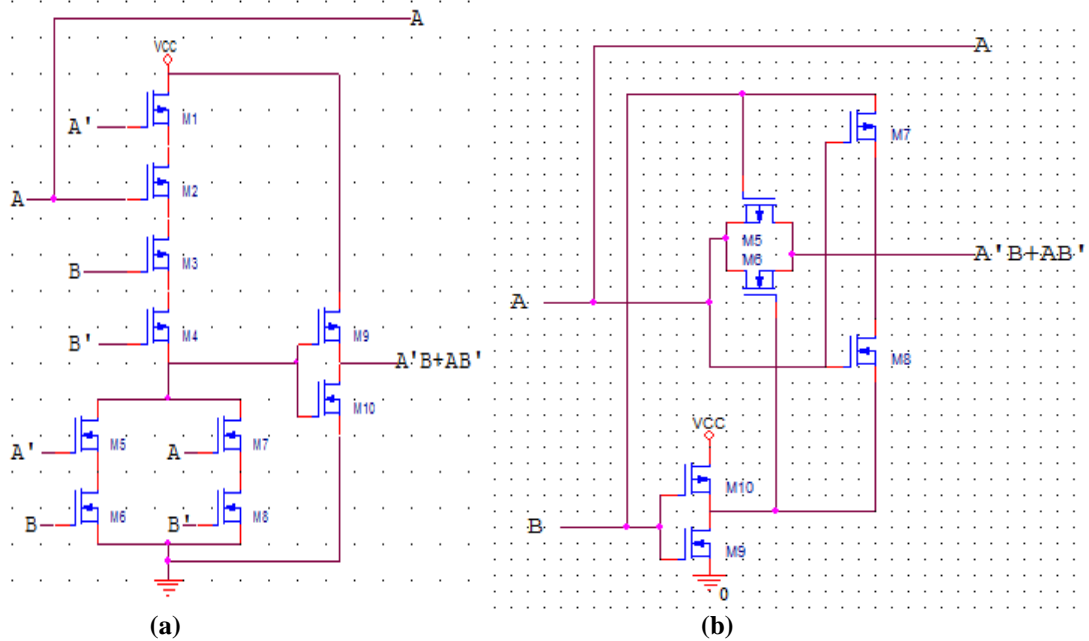 A
VCC
A'
M1
A
M2
B
M3
B'
M4
M9
A'B+AB'
M10
A'
M5
A
M7
B
M6
B'
M8
(a)
A
M7
M5
M6
A'B+AB'
A
M8
VCC
M10
B
M9
0
(b)